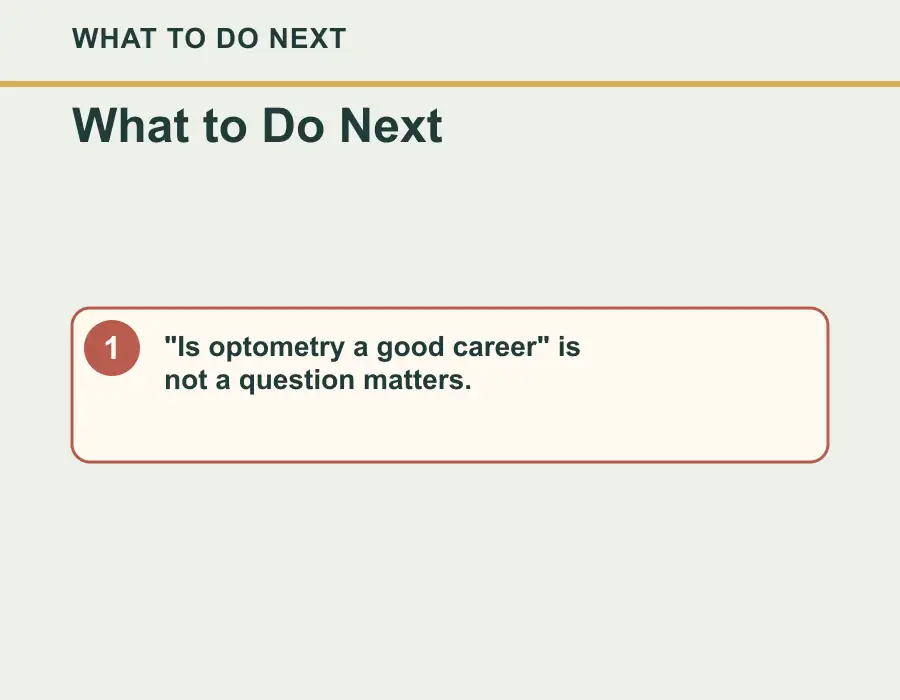 WHAT TO DO NEXT
What to Do Next
1
"Is optometry a good career" is
not a question matters.